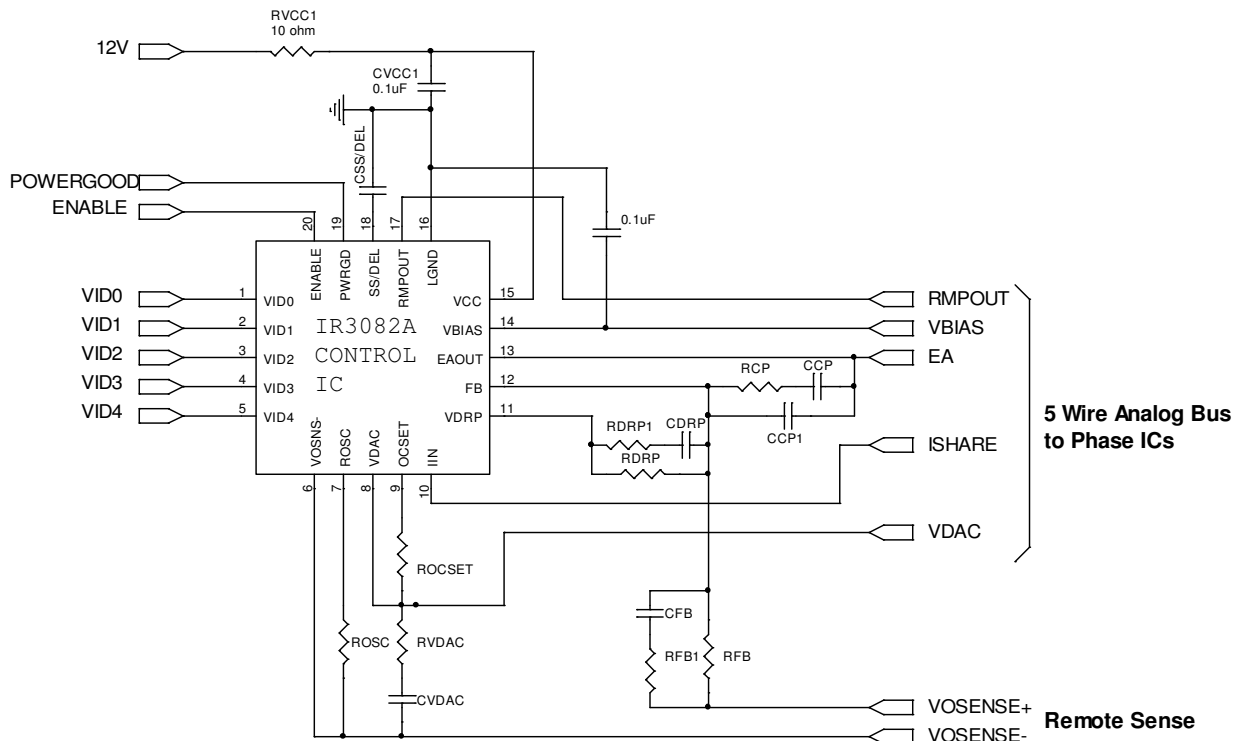 RVCC1
10 ohm
12V
CVCC1
0.1uF
CSS/DEL
POWERGOOD
ENABLE
20
19
18
17
16
0.1uF
ENABLE
PWRGD
SS/DEL
RMPOUT
LGND
VID0
1
VID0
VCC
15
RMPOUT
VID1
2
VID1
IR3082A
VBIAS
14
VBIAS
VID2
3
VID2
CONTROL
EAOUT
13
EA
VID3
4
VID3
IC
FB
12
RCP
CCP
VID4
5
VID4
VDRP
11
RDRP1
CDRP
CCP1
RDRP
5 Wire Analog Bus
to Phase ICs
VOSNS-
ROSC
VDAC
OCSET
IIN
ISHARE
6
7
8
9
10
VDAC
ROCSET
CFB
ROSC
RVDAC
RFB1
RFB
CVDAC
VOSENSE+
Remote Sense
VOSENSE-